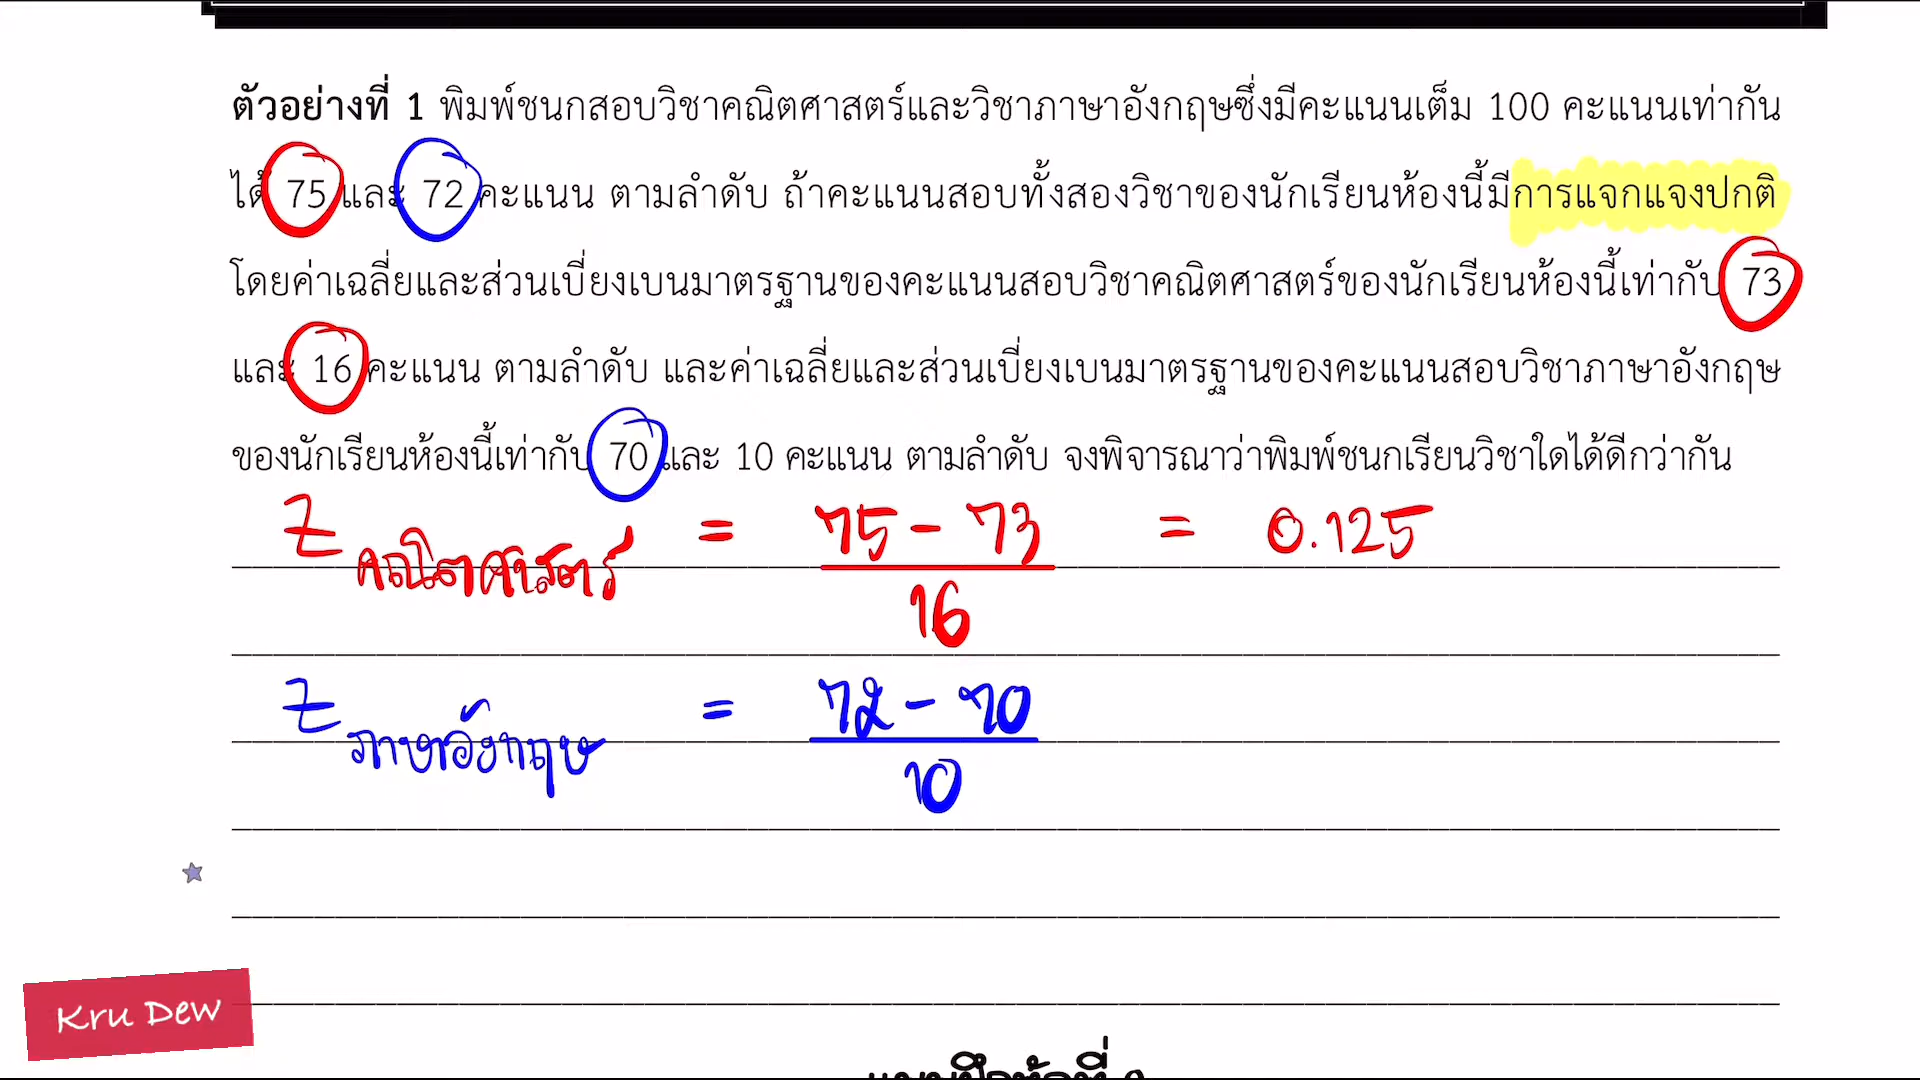 ตัวอย่างที่ 1 พิมพ์ชนกสอบวิชาคณิตศาสตร์และวิชาภาษาอังกฤษซึ่งมีคะแนนเต็ม 100 คะแนนเท่ากัน
ได้ 75 และ 72 คะแนน ตามลำดับ ถ้าคะแนนสอบทั้งสองวิชาของนักเรียนห้องนี้มีการแจกแจงปกติ
โดยค่าเฉลี่ยและส่วนเบี่ยงเบนมาตรฐานของคะแนนสอบวิชาคณิตศาสตร์ของนักเรียนห้องนี้เท่ากับ 73
และ 16 คะแนน ตามลำดับ และค่าเฉลี่ยและส่วนเบี่ยงเบนมาตรฐานของคะแนนสอบวิชาภาษาอังกฤษ
ของนักเรียนห้องนี้เท่ากับ 70 และ 10 คะแนน ตามลำดับ จงพิจารณาว่าพิมพ์ชนกเรียนวิชาใดได้ดีกว่ากัน
Z คณิตศาสตร์ = 75 - 73 = 0.125
16
Z ภาษาอังกฤษ = 72 - 70
10
Kru Dew